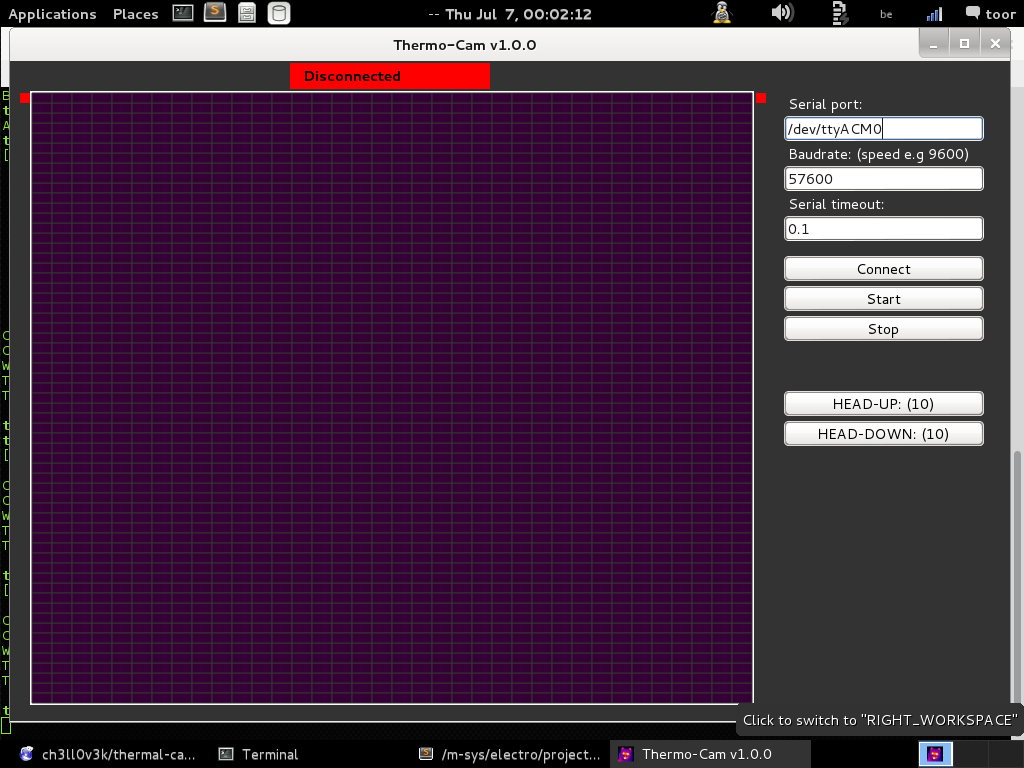 Applications Places -- Thu Jul 7, 00:02:12 be toor
Thermo-Cam v1.0.0
Disconnected
Serial port:
/dev/ttyACM0
Baudrate: (speed e.g 9600)
57600
Serial timeout:
0.1
Connect
Start
Stop
HEAD-UP: (10)
HEAD-DOWN: (10)
Click to switch to "RIGHT_WORKSPACE"
ch3ll0v3k/thermal-ca... Terminal /m-sys/electro/project... Thermo-Cam v1.0.0